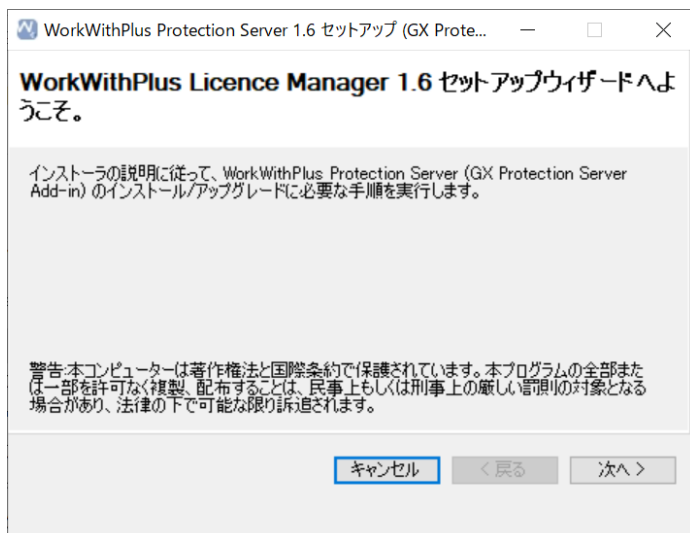 WorkWithPlus Protection Server 1.6 セットアップ (GX Prote...
WorkWithPlus Licence Manager 1.6 セットアップウィザードへよ
うこそ。
インストーラの説明に従って、WorkWithPlus Protection Server (GX Protection Server
Add-in) のインストール/アップグレードに必要な手順を実行します。
警告:本コンピューターは著作権法と国際条約で保護されています。本プログラムの全部また
は一部を許可なく複製、配布することは、民事上もしくは刑事上の厳しい罰則の対象となる
場合があり、法律の下で可能な限り訴追されます。
キャンセル
< 戻る
次へ >